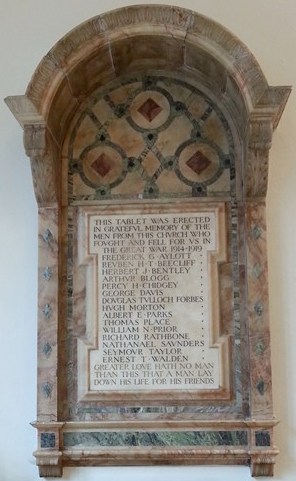 THIS TABLET WAS ERECTED
IN GRATEFVL MEMORY OF THE
MEN FROM THIS CHVRCH WHO
FOVGHT AND FELL FOR VS IN
THE GREAT WAR 1914-1919
FREDERICK G·AYLOTT
REVBEN H·T·BEECLIFF
HERBERT J·BENTLEY
ARTHVR BLOGG
PERCY H·CHIDGEY
GEORGE DAVIS
DOVGLAS TVLLOCH FORBES
HVGH MORTON
ALBERT E·PARKS
THOMAS PLACE
WILLIAM N·PRIOR
RICHARD RATHBONE
NATHANAEL SAVNDERS
SEYMOVR TAYLOR
ERNEST T·WALDEN
GREATER LOVE HATH NO MAN
THAN THIS THAT A MAN LAY
DOWN HIS LIFE FOR HIS FRIENDS